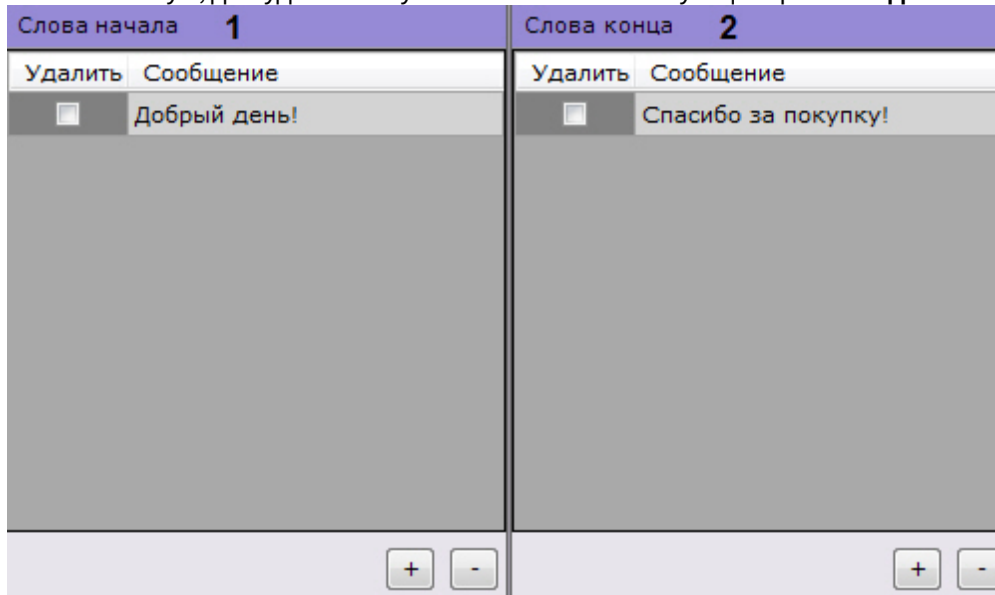 Слова начала 1
Слова конца 2
Удалить Сообщение
Удалить Сообщение
Добрый день!
Спасибо за покупку!
+ -
+ -